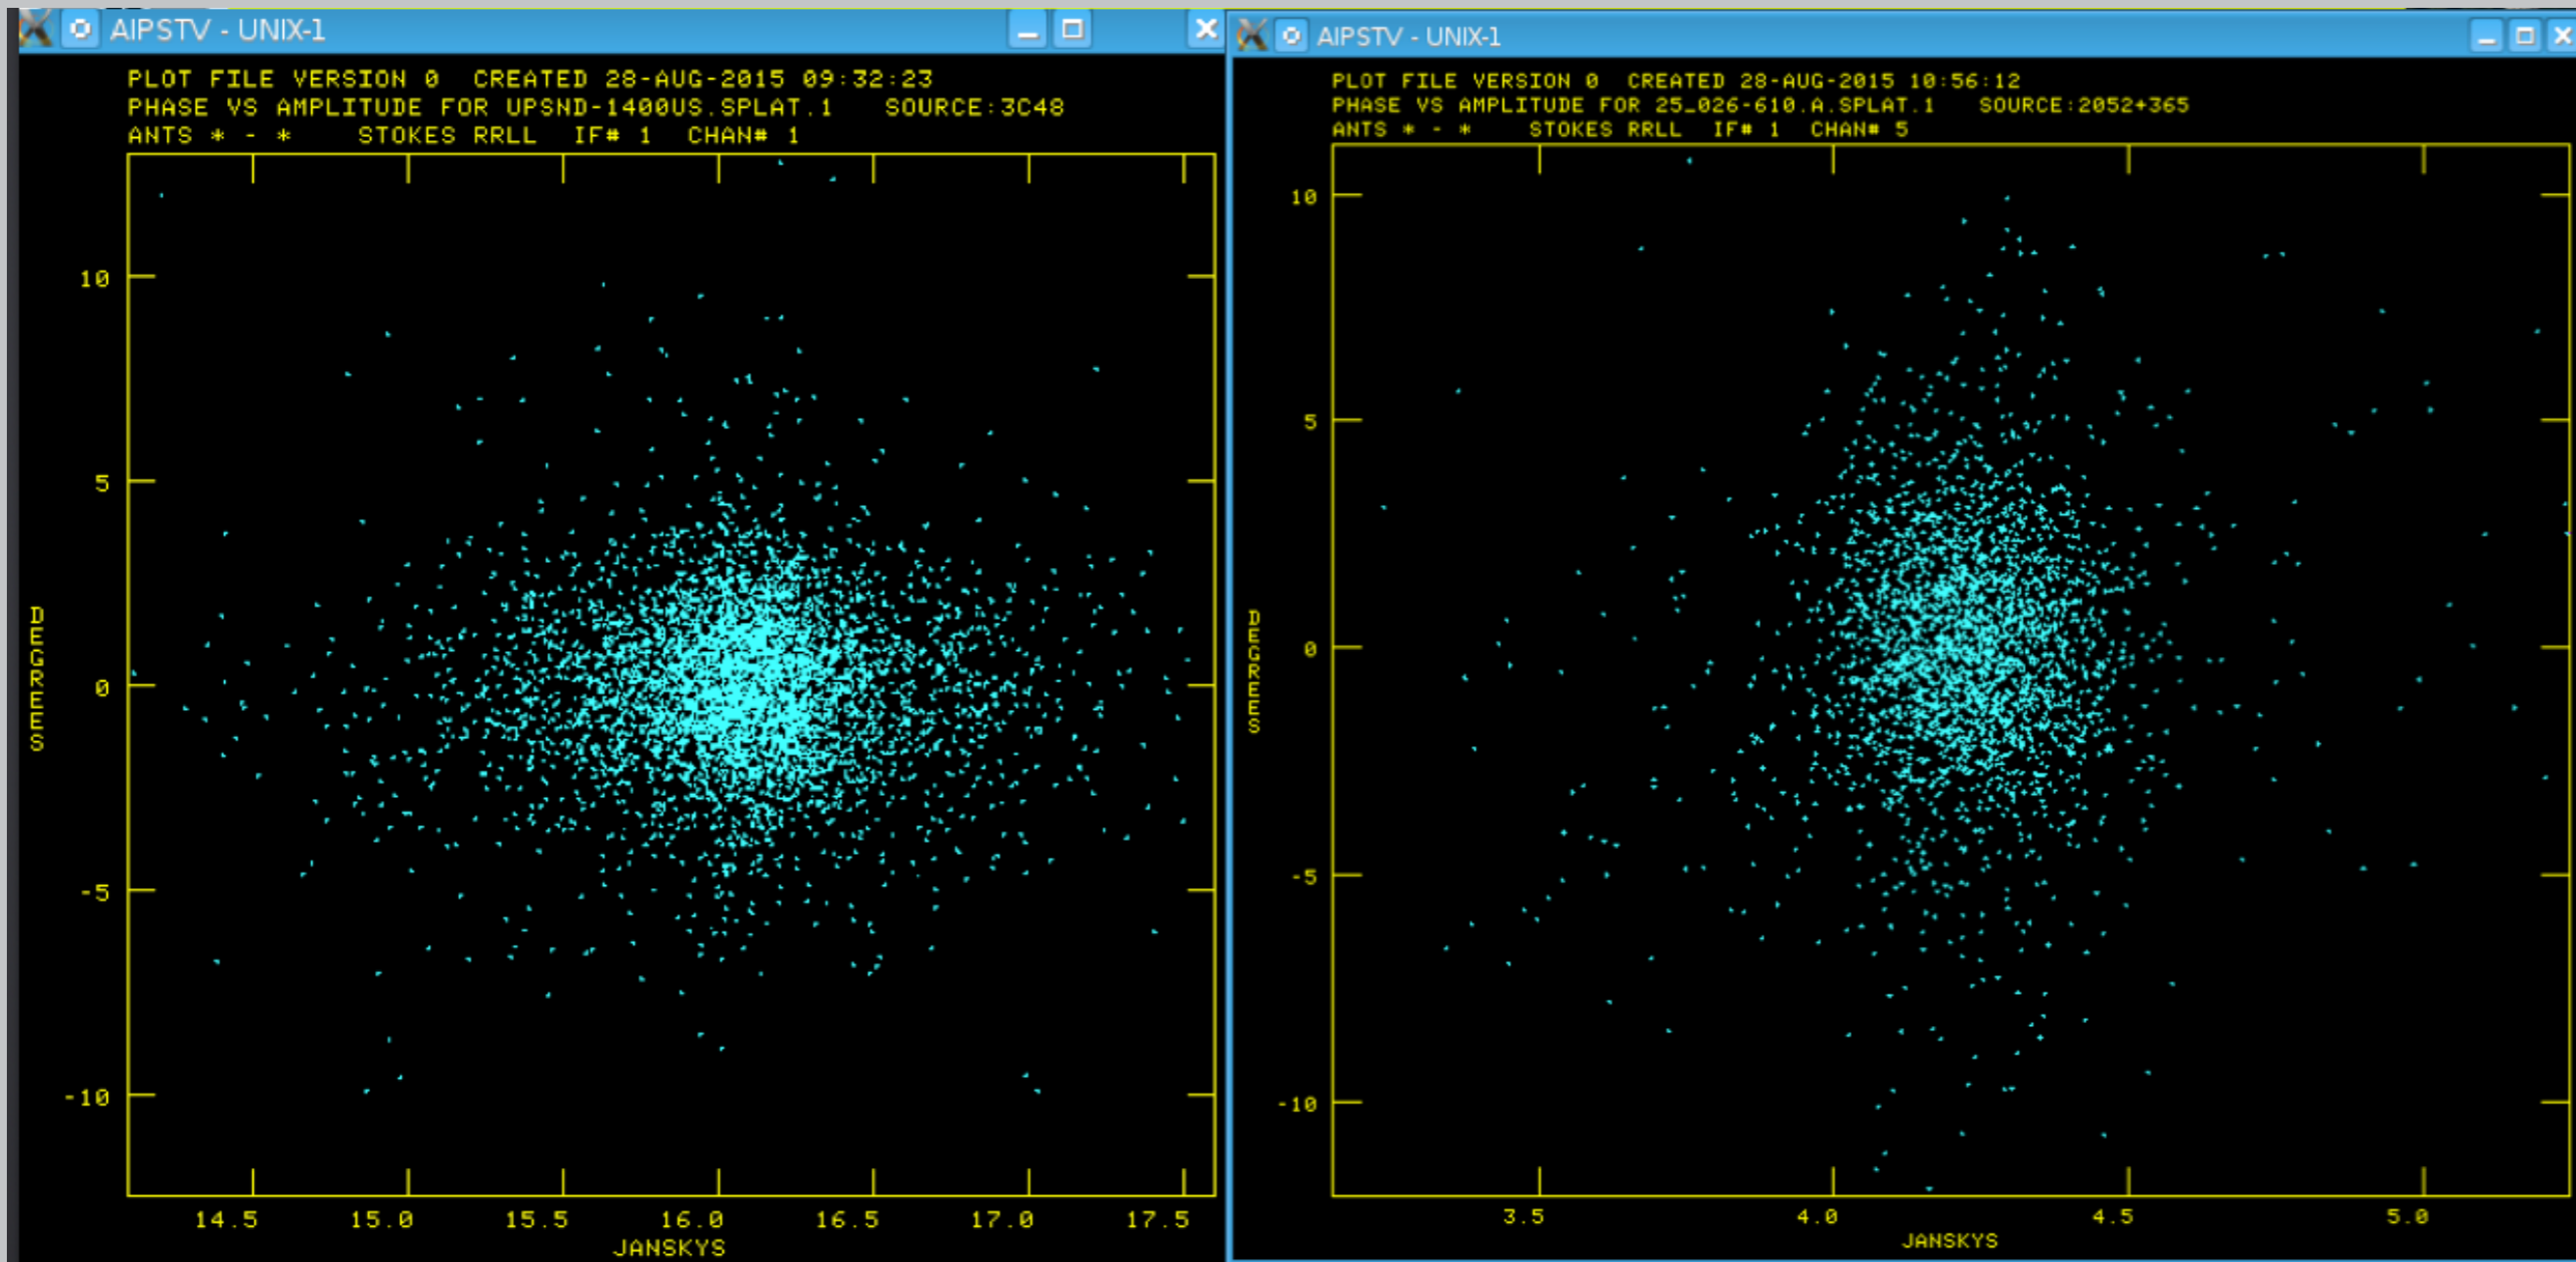 AIPSTV - UNIX-1
PLOT FILE VERSION 0 CREATED 28-AUG-2015 09:32:23
PHASE VS AMPLITUDE FOR UPSND-1400US.SPLAT.1 SOURCE:3C48
ANTS * - * STOKES RRLL IF# 1 CHAN# 1
10
5
0
-5
-10
DEGREES
14.5 15.0 15.5 16.0 16.5 17.0 17.5
JANSKYS
AIPSTV - UNIX-1
PLOT FILE VERSION 0 CREATED 28-AUG-2015 10:56:12
PHASE VS AMPLITUDE FOR 25_026-610.A.SPLAT.1 SOURCE:2052+365
ANTS * - * STOKES RRLL IF# 1 CHAN# 5
10
5
0
-5
-10
DEGREES
3.5 4.0 4.5 5.0
JANSKYS